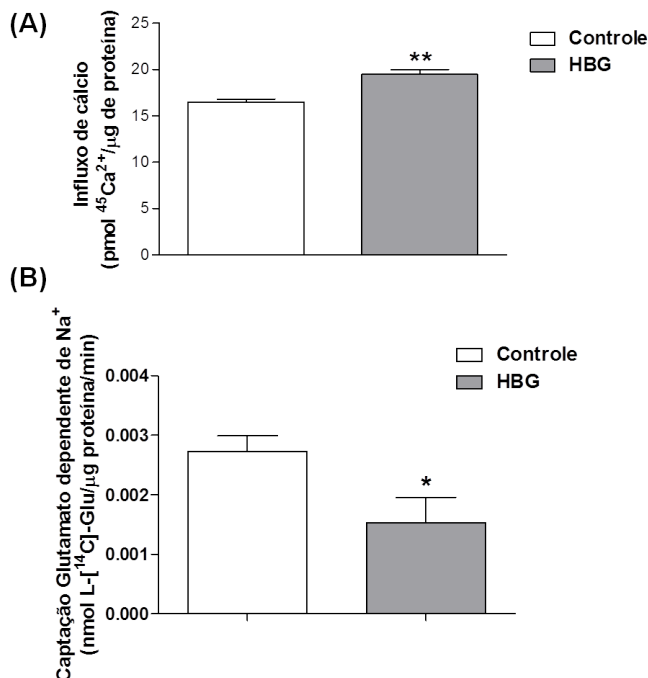 (A)
Influxo de cálcio
(pmol ⁴⁵Ca²⁺/μg de proteína)
25
20
15
10
5
0
**
Controle
HBG
(B)
Captação Glutamato dependente de Na⁺
(nmol L-[¹⁴C]-Glu/μg proteína/min)
0.004
0.003
0.002
0.001
0.000
*
Controle
HBG